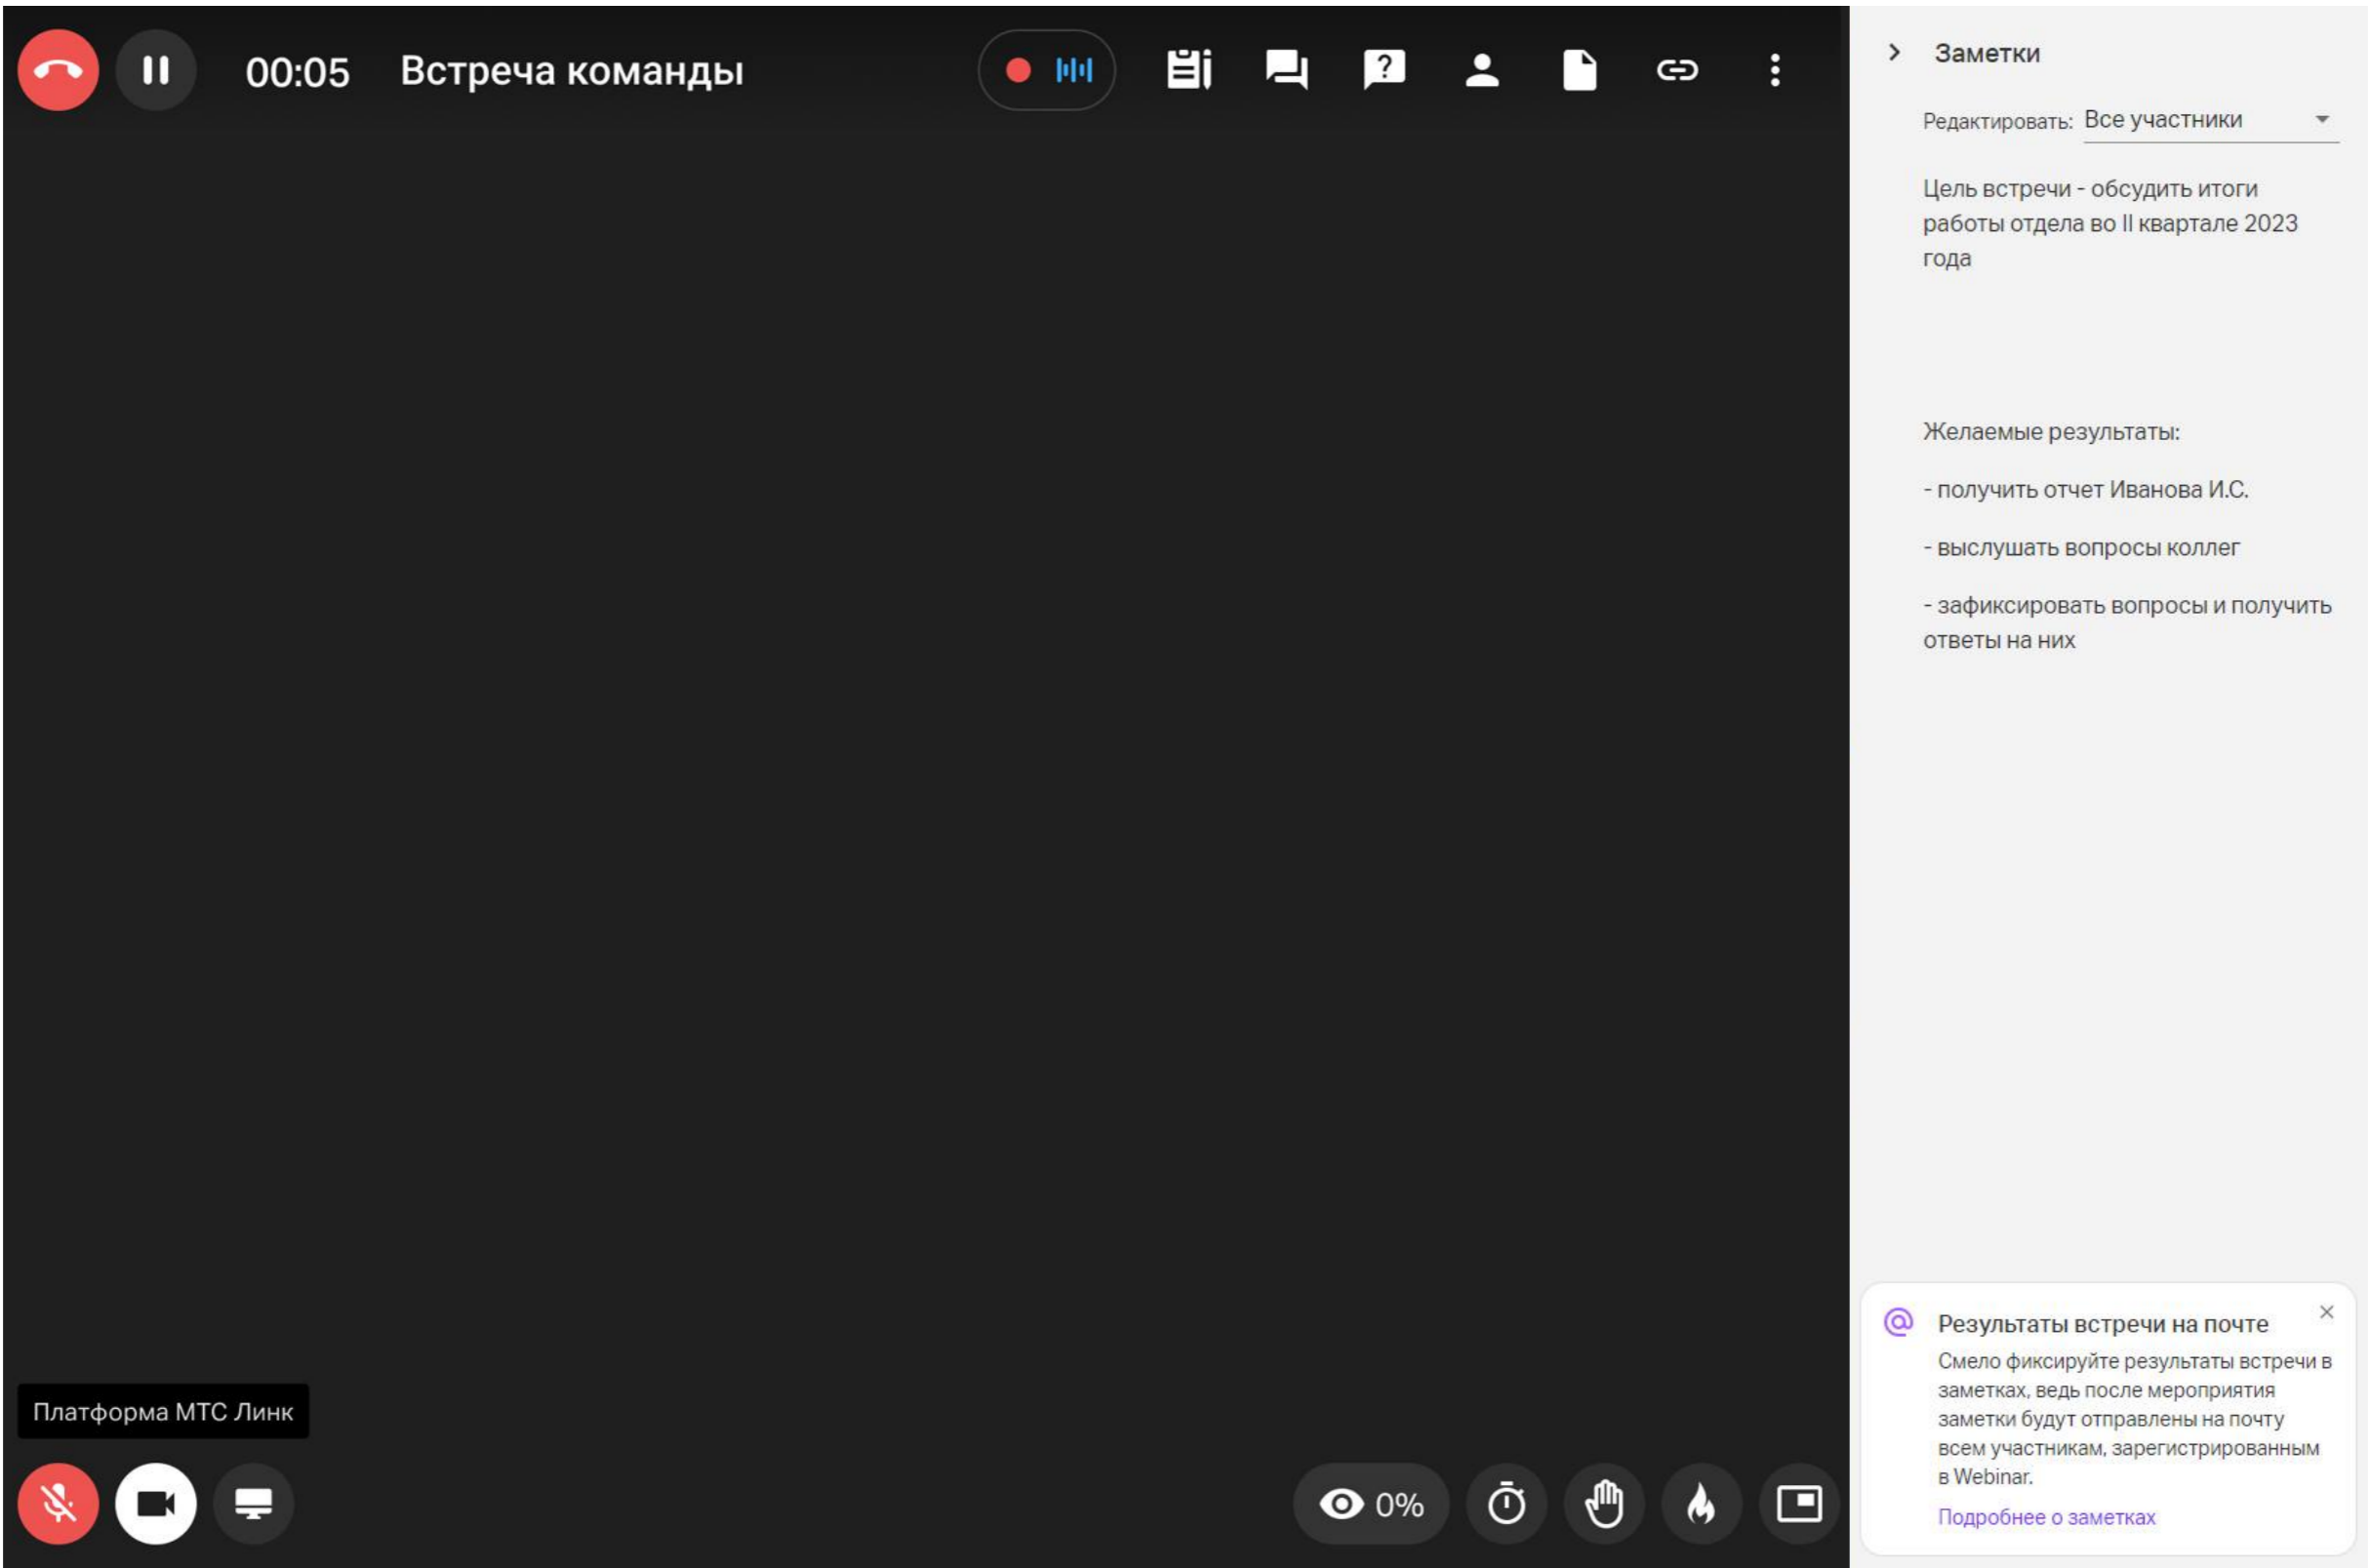 00:05 Встреча команды
?
Заметки
Редактировать: Все участники
Цель встречи - обсудить итоги
работы отдела во II квартале 2023
года
Желаемые результаты:
- получить отчет Иванова И.С.
- выслушать вопросы коллег
- зафиксировать вопросы и получить
ответы на них
Результаты встречи на почте
Смело фиксируйте результаты встречи в
заметках, ведь после мероприятия
заметки будут отправлены на почту
всем участникам, зарегистрированным
в Webinar.
Подробнее о заметках
Платформа МТС Линк
0%